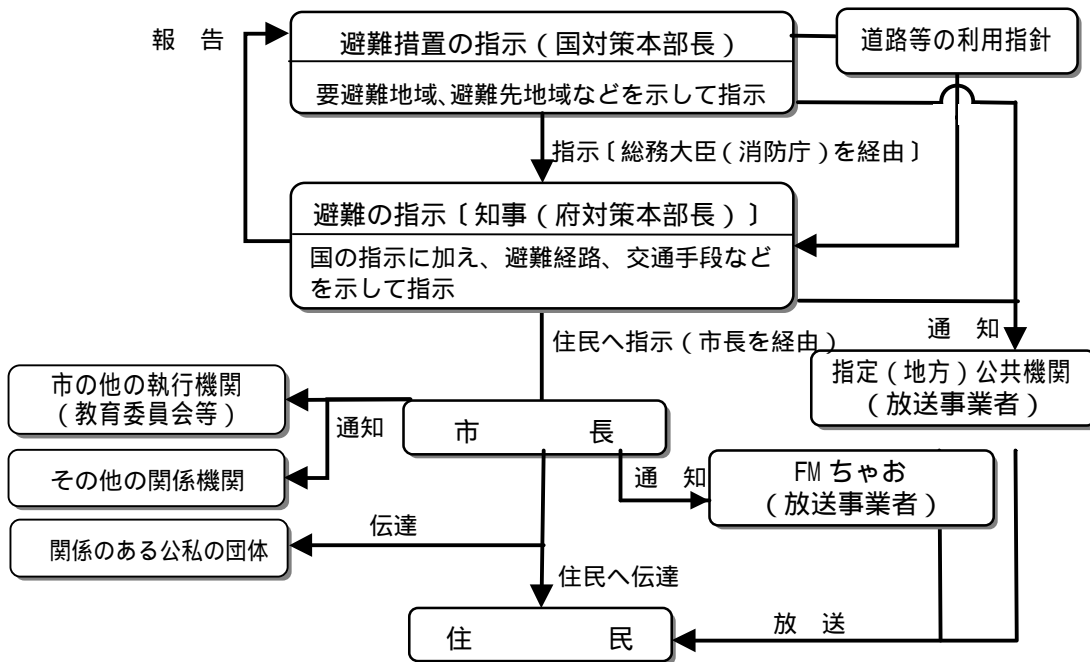 報　告
避難措置の指示（国対策本部長）
道路等の利用指針
要避難地域、避難先地域などを示して指示
指示〔総務大臣（消防庁）を経由〕
避難の指示〔知事（府対策本部長）〕
国の指示に加え、避難経路、交通手段など
を示して指示
住民へ指示（市長を経由）
通　知
市の他の執行機関
（教育委員会等）
指定（地方）公共機関
（放送事業者）
通知
市　　　長
その他の関係機関
通　知
FM ちゃお
（放送事業者）
関係のある公私の団体
伝達
住民へ伝達
住　　　民
放　送